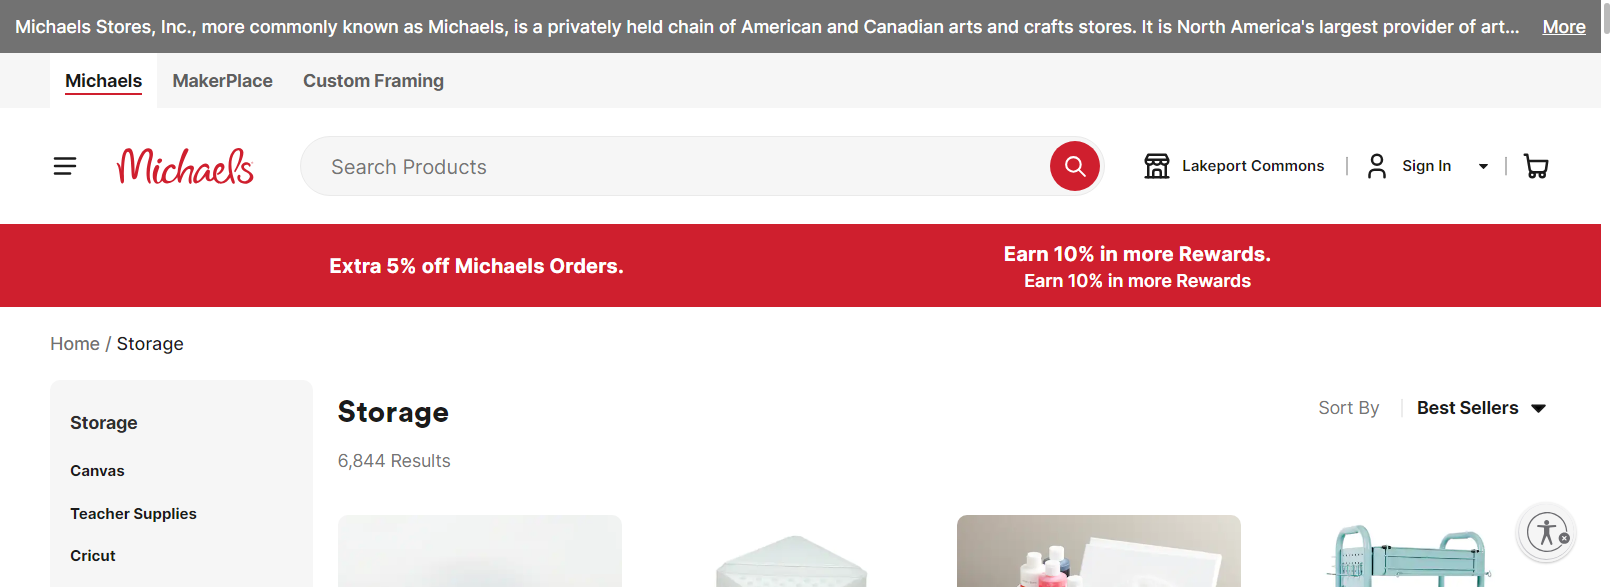 Michaels Stores, Inc., more commonly known as Michaels, is a privately held chain of American and Canadian arts and crafts stores. It is North America's largest provider of art... More
Michaels MakerPlace Custom Framing
Michaels Search Products Lakeport Commons Sign In
Extra 5% off Michaels Orders.
Earn 10% in more Rewards.
Earn 10% in more Rewards
Home / Storage
Storage
Canvas
Teacher Supplies
Cricut
Storage
6,844 Results
Sort By Best Sellers